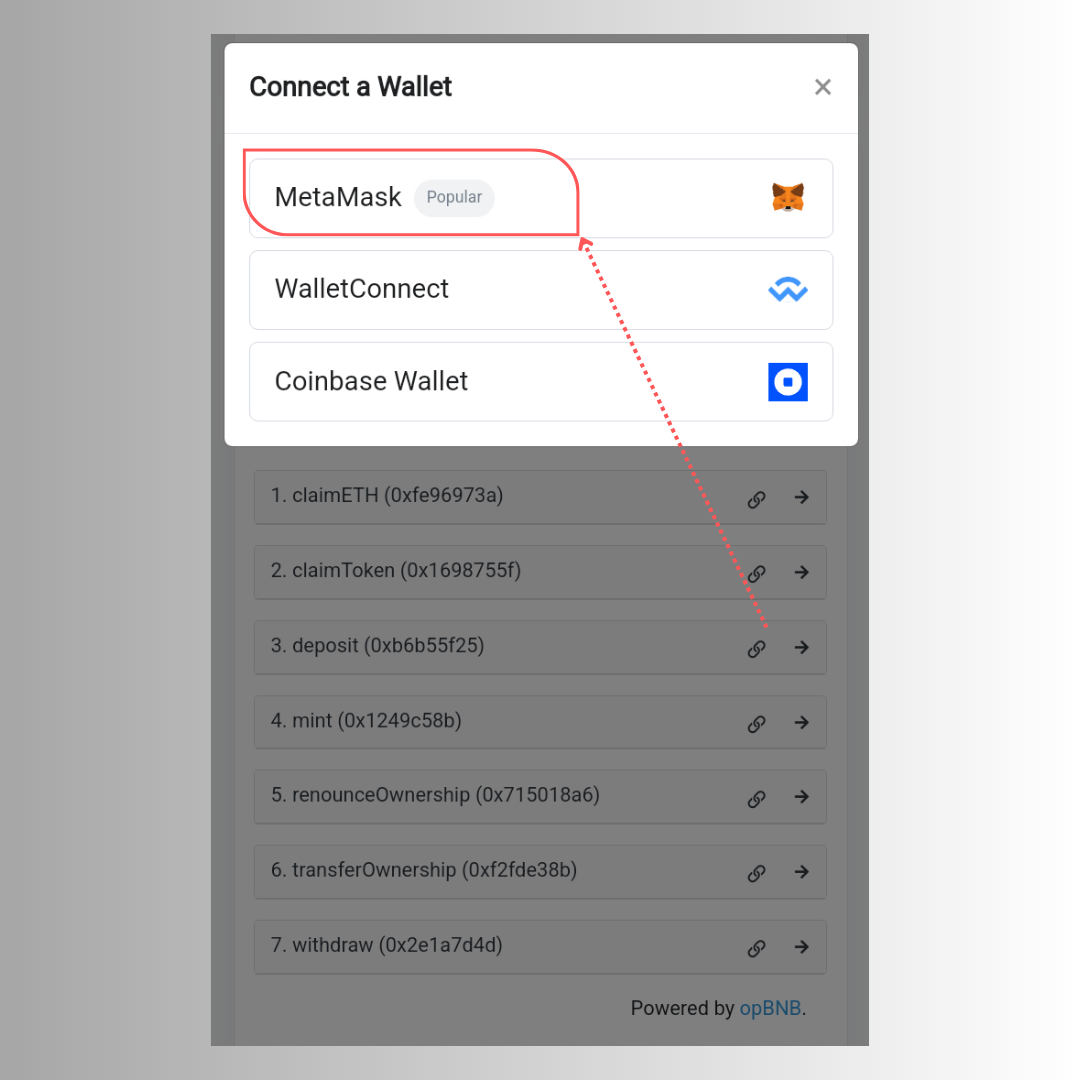 Connect a Wallet
MetaMask Popular
WalletConnect
Coinbase Wallet
1. claimETH (0xfe96973a)
2. claimToken (0x1698755f)
3. deposit (0xb6b55f25)
4. mint (0x1249c58b)
5. renounceOwnership (0x715018a6)
6. transferOwnership (0xf2fde38b)
7. withdraw (0x2e1a7d4d)
Powered by opBNB.